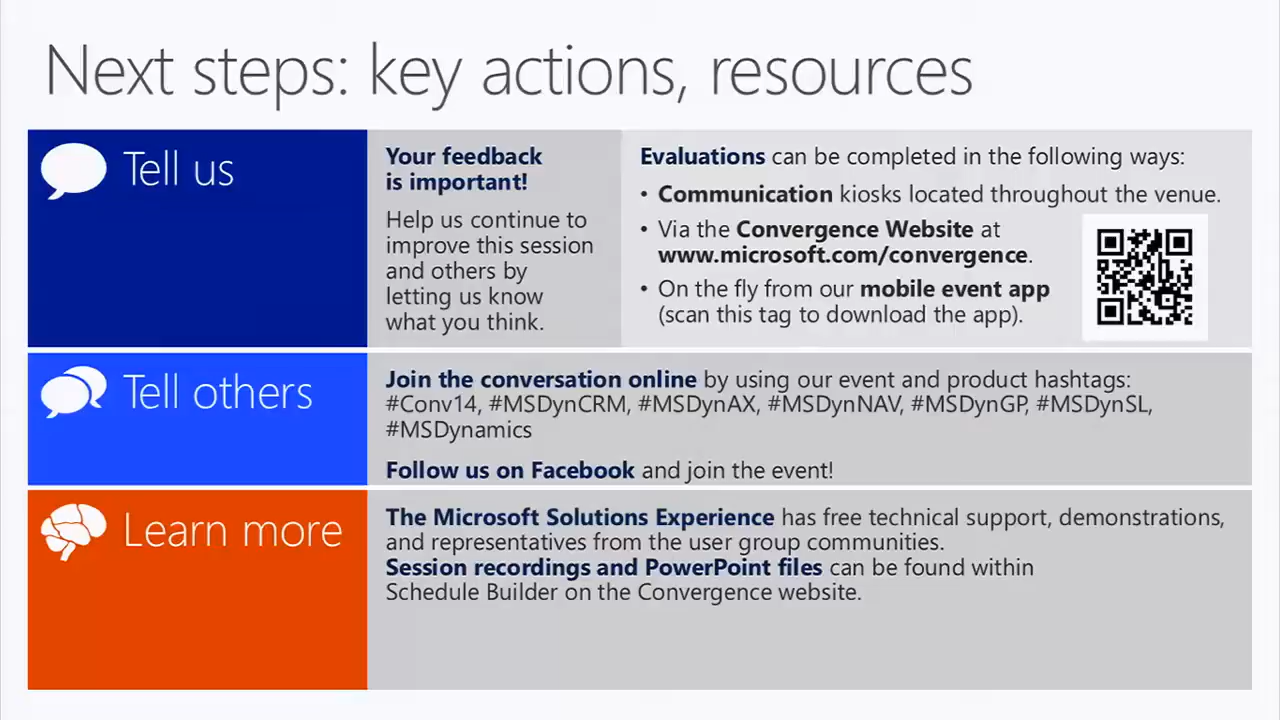 Next steps: key actions, resources
Tell us
Your feedback
is important!
Help us continue to
improve this session
and others by
letting us know
what you think.
Evaluations can be completed in the following ways:
• Communication kiosks located throughout the venue.
• Via the Convergence Website at
www.microsoft.com/convergence.
• On the fly from our mobile event app
(scan this tag to download the app).
Tell others
Join the conversation online by using our event and product hashtags:
#Conv14, #MSDynCRM, #MSDynAX, #MSDynNAV, #MSDynGP, #MSDynSL,
#MSDynamics
Follow us on Facebook and join the event!
Learn more
The Microsoft Solutions Experience has free technical support, demonstrations,
and representatives from the user group communities.
Session recordings and PowerPoint files can be found within
Schedule Builder on the Convergence website.